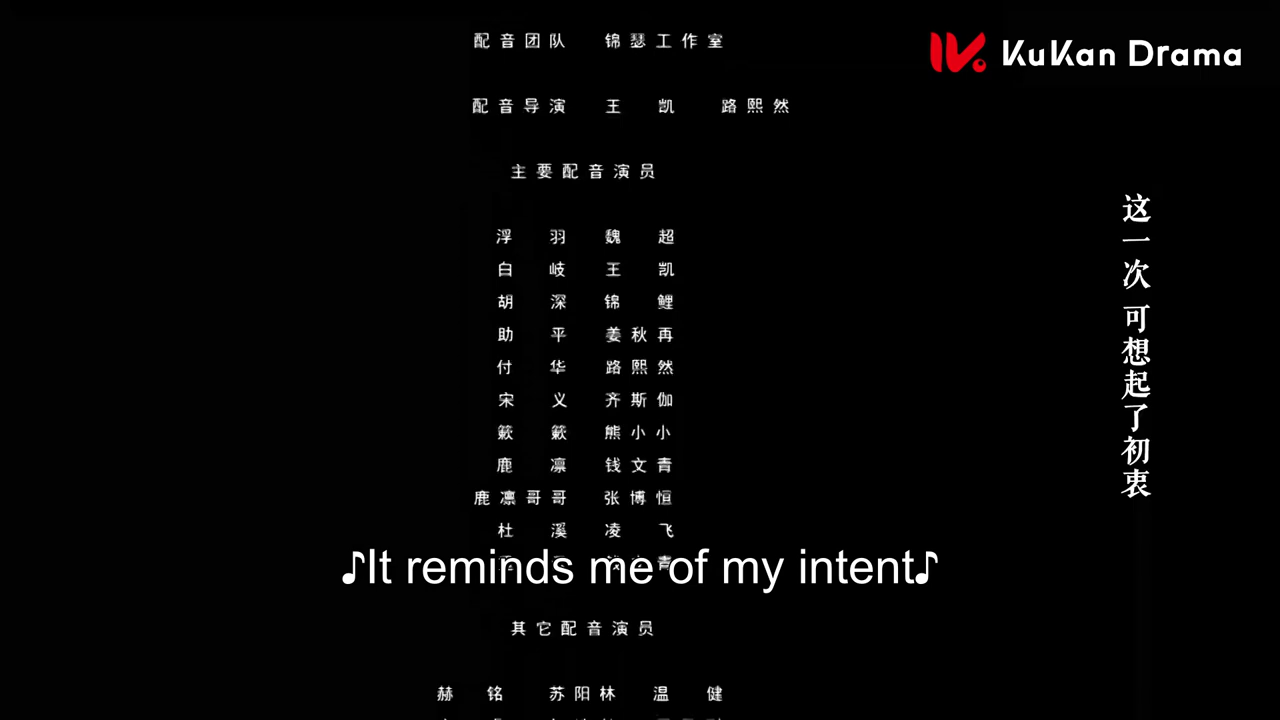 配音团队 锦瑟工作室
KuKan Drama
配音导演 王凯 路熙然
主要配音演员
浮羽 魏超
白岐 王凯
胡深 锦鲤
助平 姜秋再
付华 路熙然
宋义 齐斯伽
簌簌 熊小小
鹿凛 钱文青
鹿凛哥哥 张博恒
杜溪 凌飞
♪It reminds me of my intent♪
其它配音演员
赫铭 苏阳林 温健
这一次 可想起了初衷